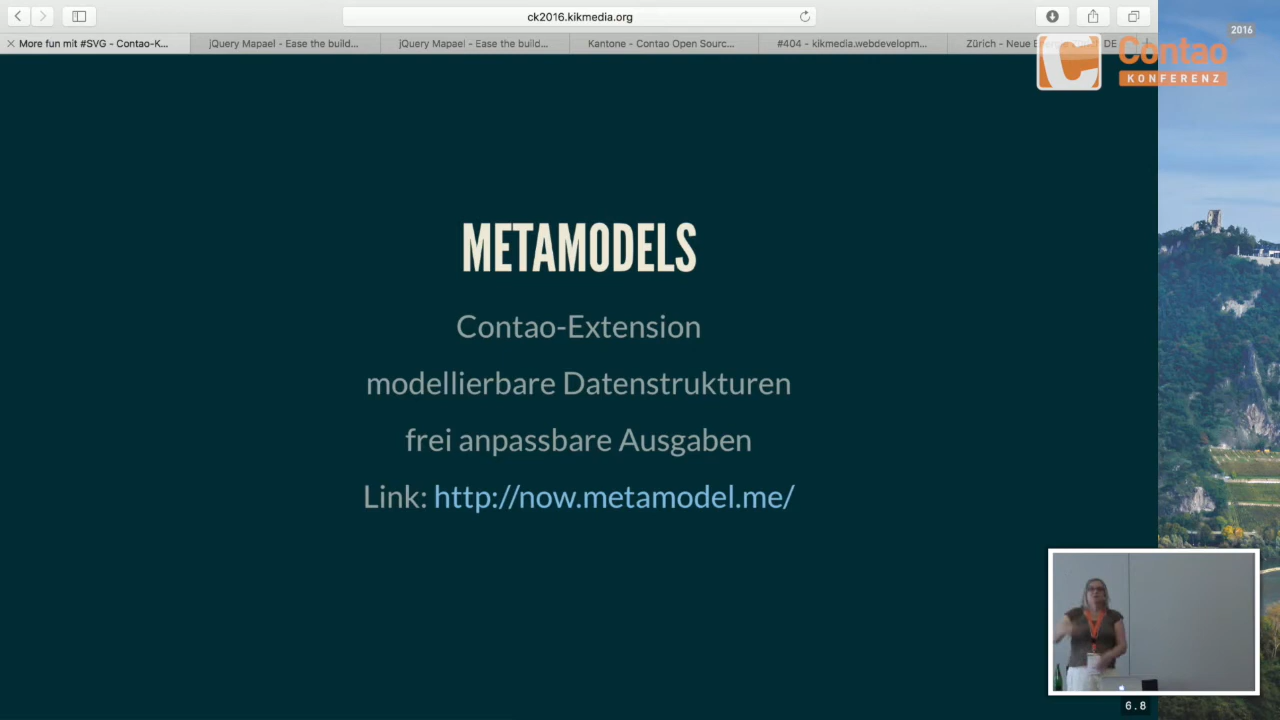 ck2016.kikmedia.org
More fun mit #SVG - Contao-K...
jQuery Mapael - Ease the build...
jQuery Mapael - Ease the build...
Kantone - Contao Open Sourc...
#404 - kikmedia.webdevelopm...
Zürich - Neue DE
2016
Contao
KONFERENZ
METAMODELS
Contao-Extension
modellierbare Datenstrukturen
frei anpassbare Ausgaben
Link: http://now.metamodel.me/
6.8